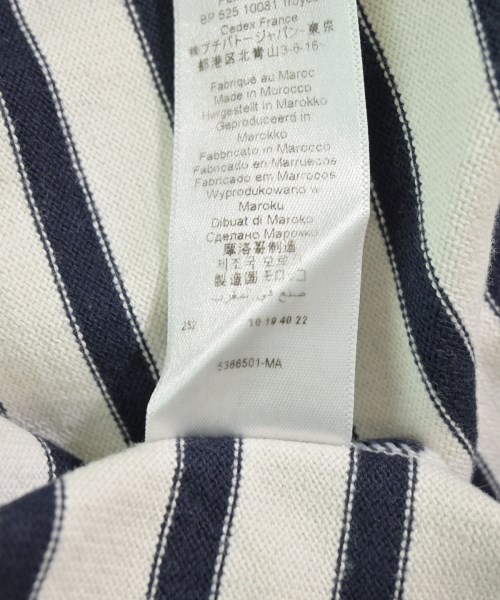 BP 525 10081 Troyes
Cedex France
㈱プチバトージャパン-東京
都港区北青山3-6-16-
Fabriqué au Maroc
Made in Morocco
Hergestellt in Marokko
Geproduceerd in
Marokko
Fabbricato in Marocco
Fabricado en Marruecos
Fabricado em Marrocos
Wyprodukowano w
Maroku
Dibuat di Maroko
Сделано Марокко
摩洛哥制造
제조국 모로코
製造国 モロッコ
صنع في بمغرب
252 10 19 40 22
5366501-MA